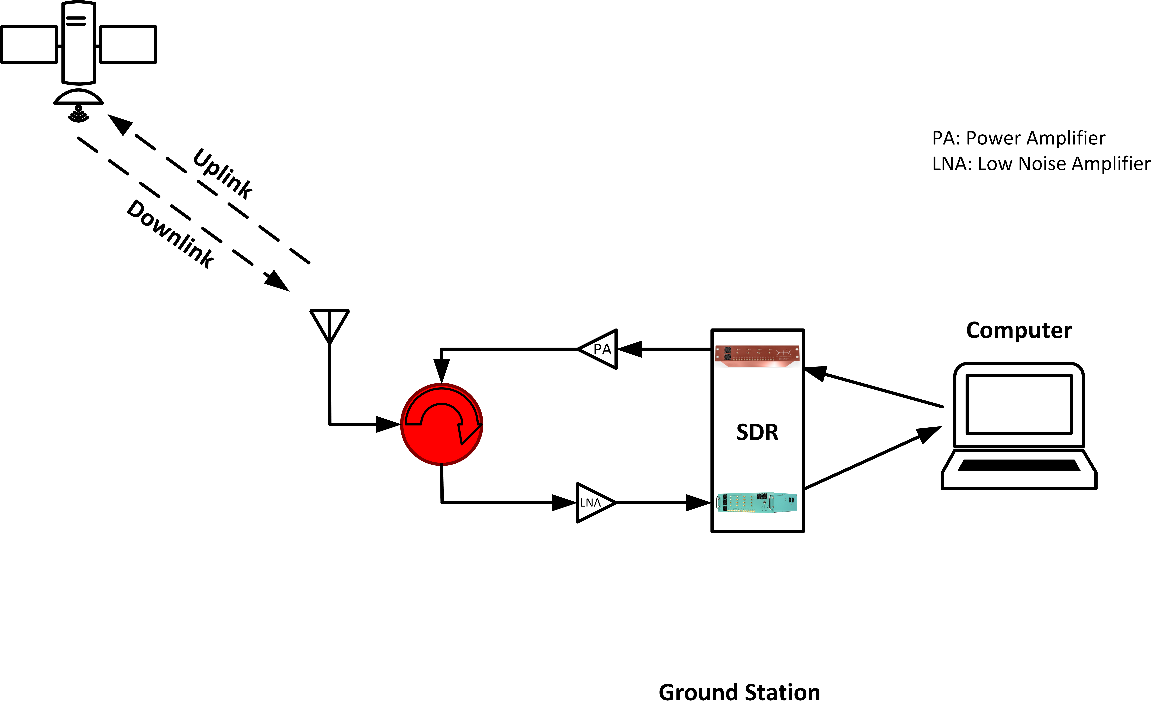 Uplink
Downlink
PA: Power Amplifier
LNA: Low Noise Amplifier
Computer
PA
SDR
LNA
Ground Station